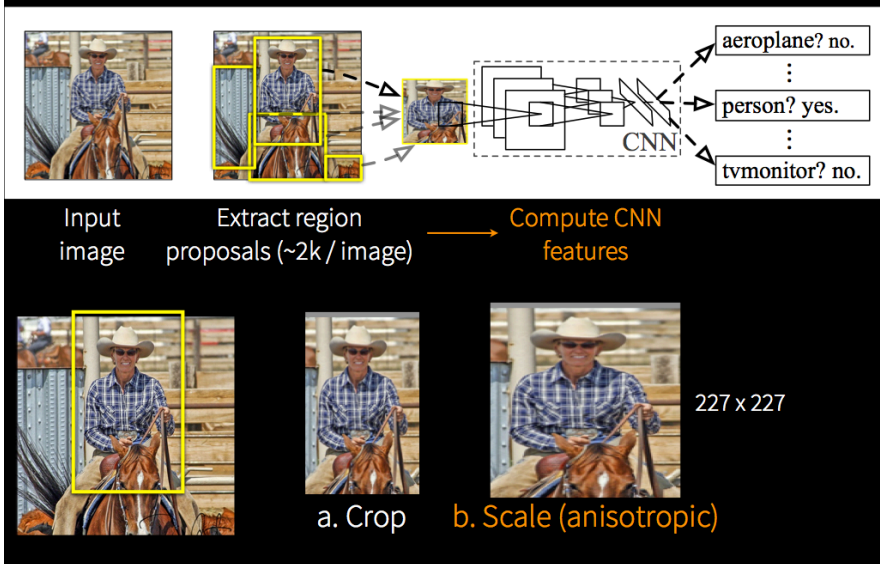 aeroplane? no.
person? yes.
CNN
tvmonitor? no.
Input
image
Extract region
proposals (~2k / image)
Compute CNN
features
227 x 227
a. Crop
b. Scale (anisotropic)